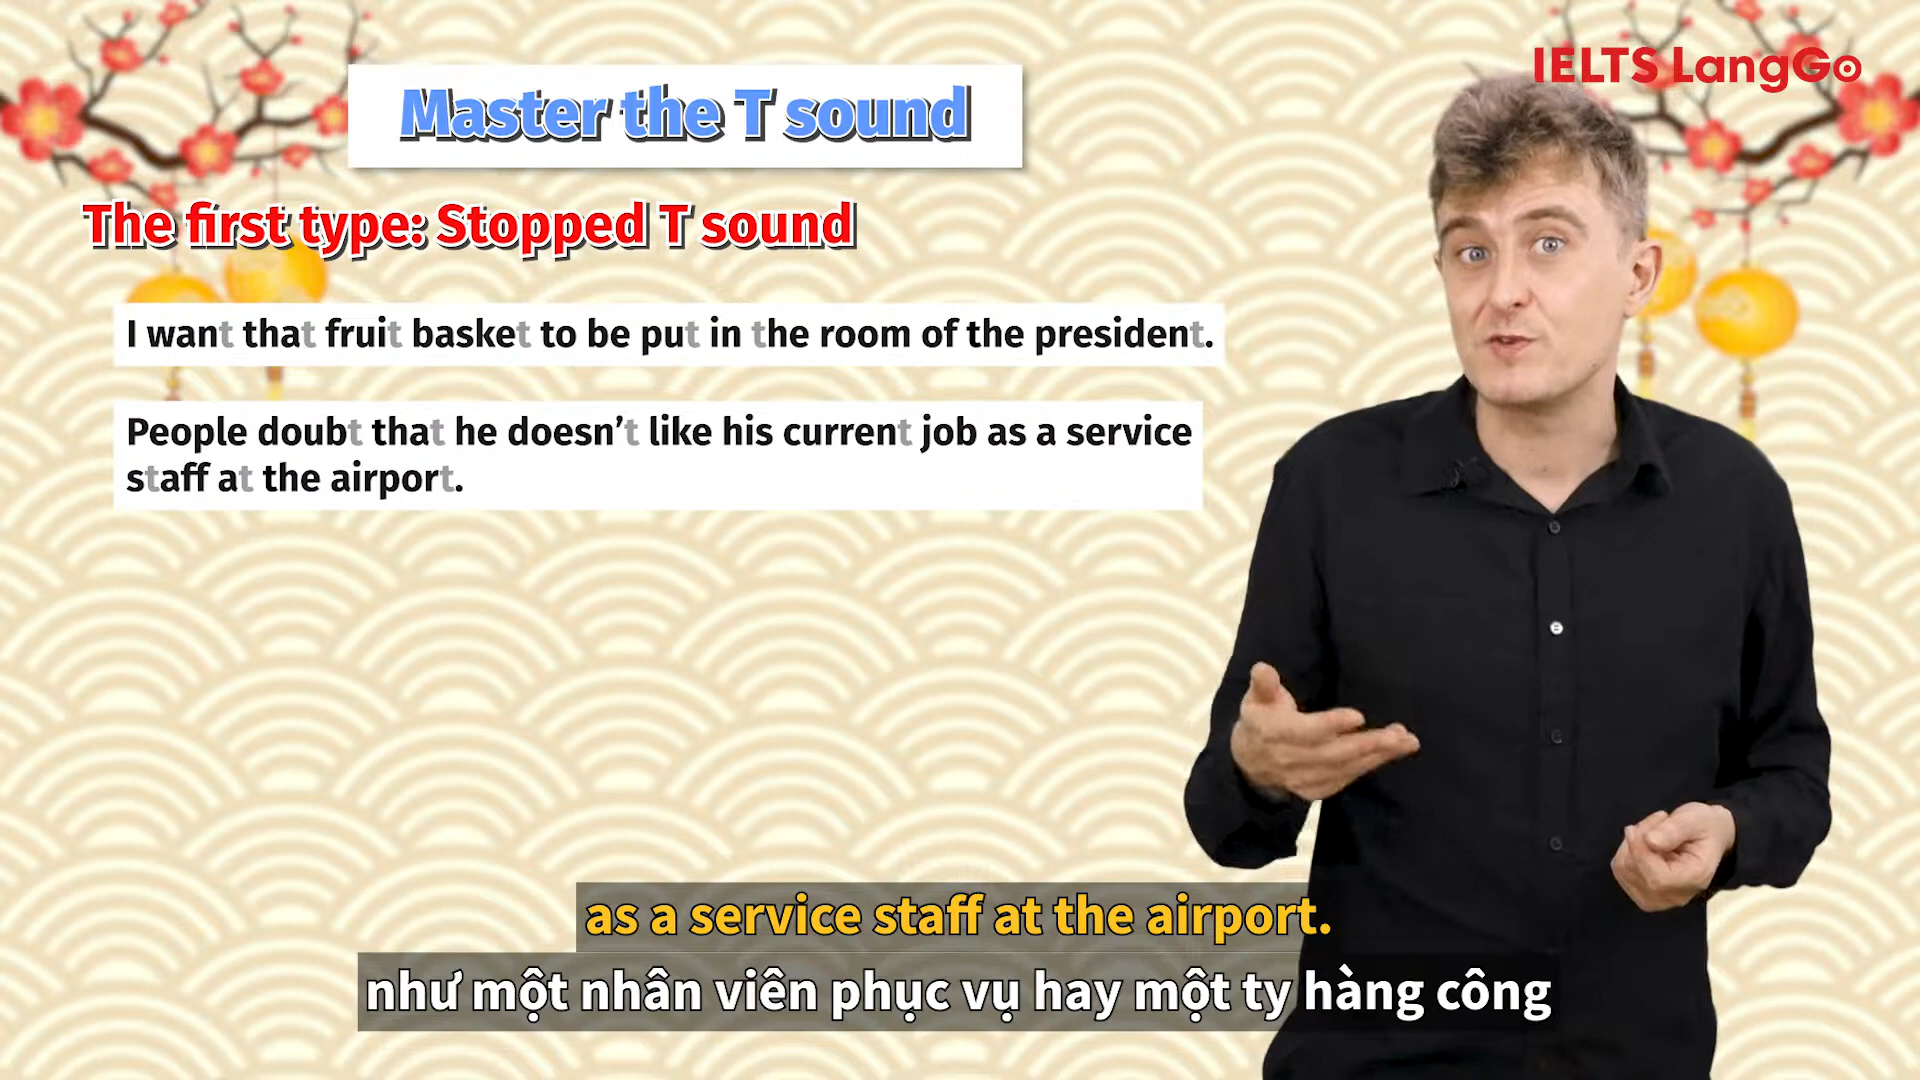 IELTS LangGo
Master the T sound
The first type: Stopped T sound
I want that fruit basket to be put in the room of the president.
People doubt that he doesn’t like his current job as a service
staff at the airport.
as a service staff at the airport.
như một nhân viên phục vụ hay một ty hàng công